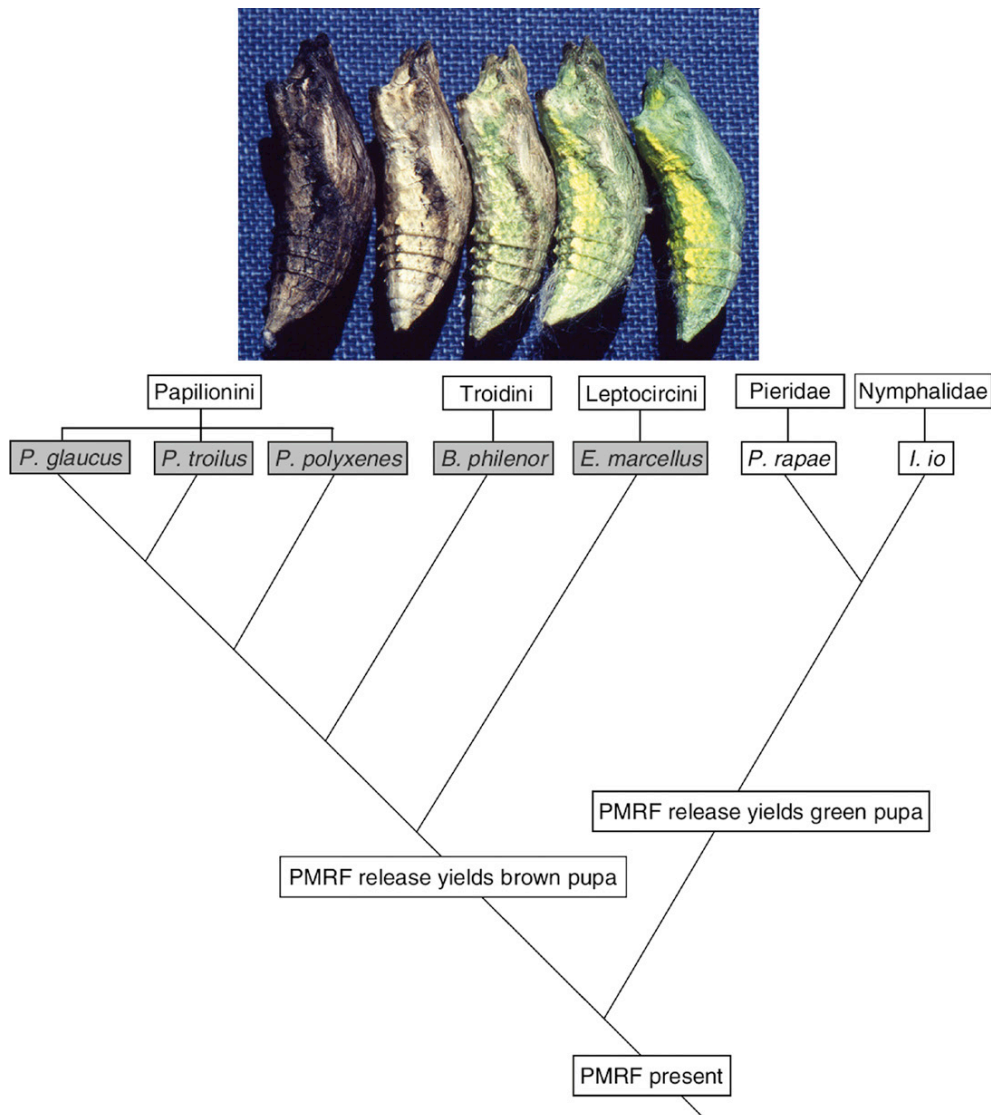 Papilionini
Troidini
Leptocircini
Pieridae
Nymphalidae
P. glaucus
P. troilus
P. polyxenes
B. philenor
E. marcellus
P. rapae
I. io
PMRF release yields green pupa
PMRF release yields brown pupa
PMRF present